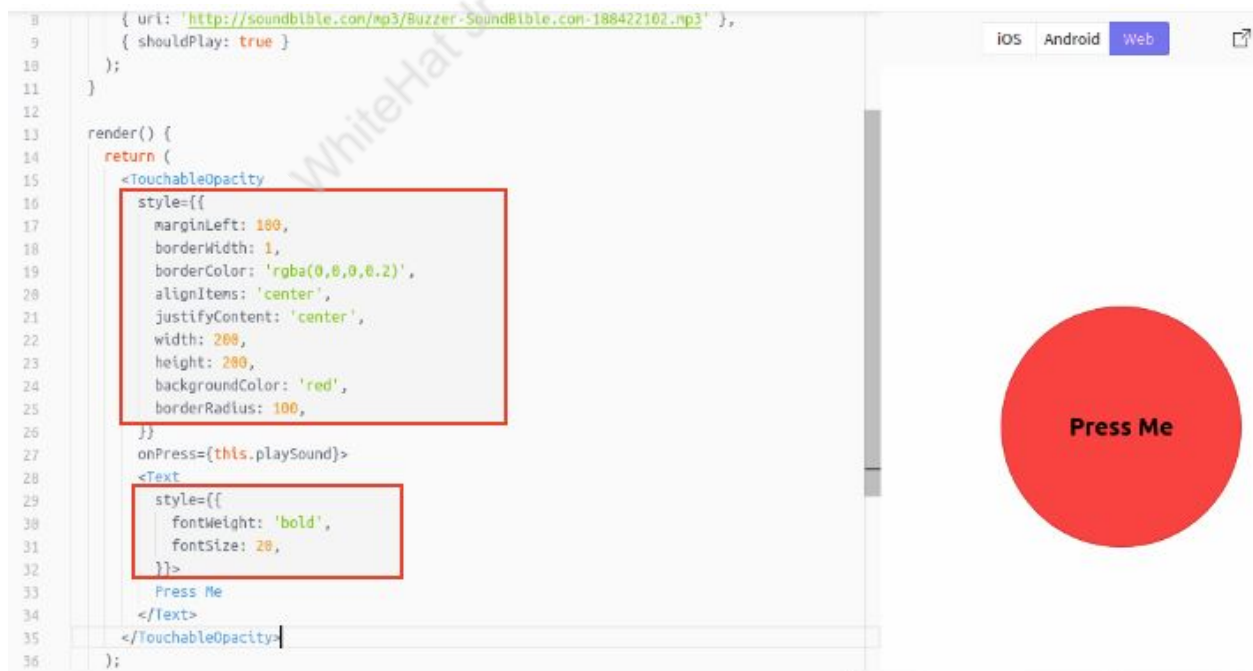 8 { uri: 'http://soundbible.com/mp3/Buzzer-SoundBible.com-188422102.mp3' },
9 { shouldPlay: true }
10 );
11 }
12
13 render() {
14 return (
15 <TouchableOpacity
16 style={{
17 marginLeft: 100,
18 borderWidth: 1,
19 borderColor: 'rgba(0,0,0,0.2)',
20 alignItems: 'center',
21 justifyContent: 'center',
22 width: 200,
23 height: 200,
24 backgroundColor: 'red',
25 borderRadius: 100,
26 }}
27 onPress={this.playSound}>
28 <Text
29 style={{
30 fontWeight: 'bold',
31 fontSize: 20,
32 }}>
33 Press Me
34 </Text>
35 </TouchableOpacity>
36 );
WhiteHat Jr
iOS Android Web
Press Me